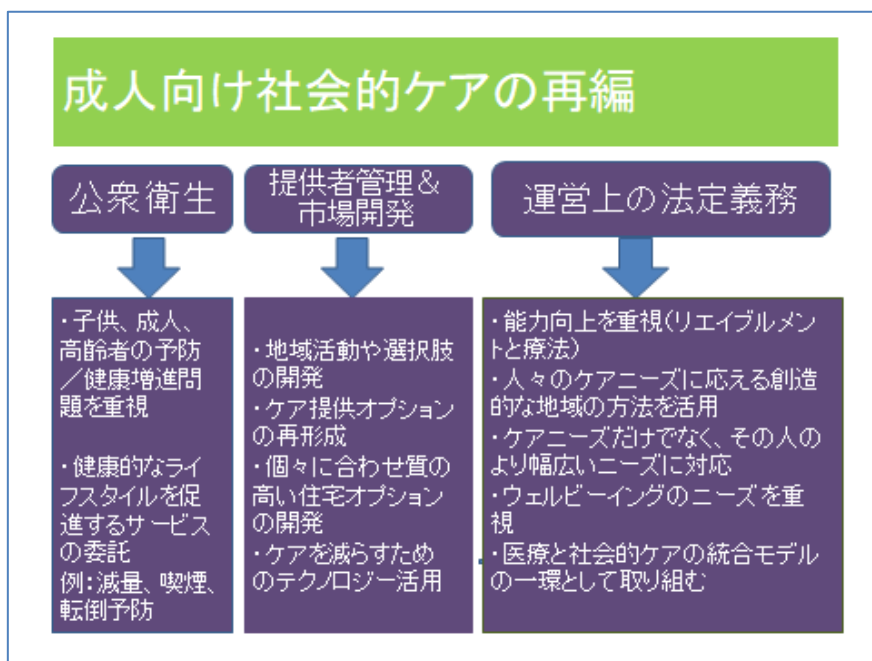 成人向け社会的ケアの再編
公衆衛生
提供者管理＆
市場開発
運営上の法定義務
・子供、成人、
高齢者の予防
／健康増進問
題を重視
・健康的なライ
フスタイルを促
進するサービス
の委託
例：減量、喫煙、
転倒予防
・地域活動や選択肢
の開発
・ケア提供オプション
の再形成
・個々に合わせ質の
高い住宅オプション
の開発
・ケアを減らすため
のテクノロジー活用
・能力向上を重視(リエイブルメン
トと療法)
・人々のケアニーズに応える創造
的な地域の方法を活用
・ケアニーズだけでなく、その人の
より幅広いニーズに対応
・ウェルビーイングのニーズを重
視
・医療と社会的ケアの統合モデル
の一環として取り組む